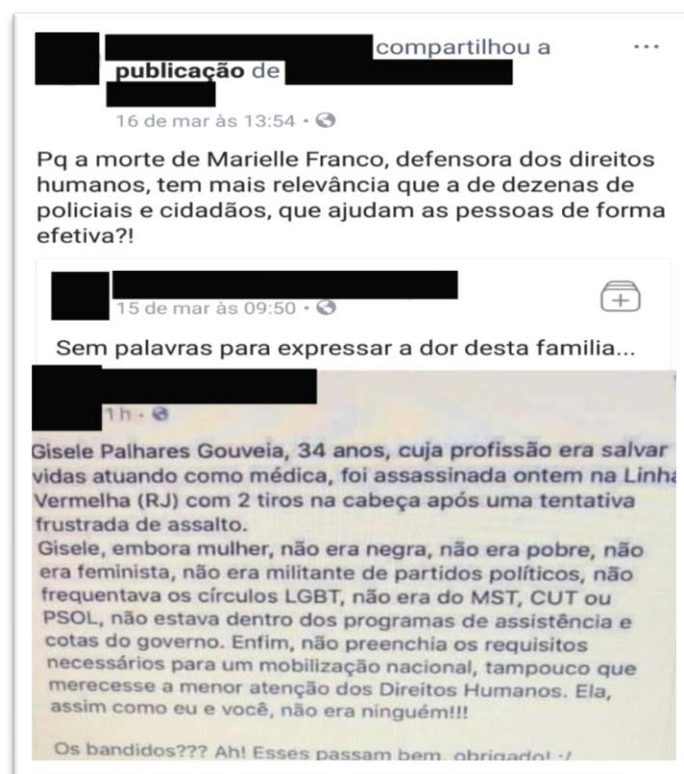 compartilhou a
publicação de
16 de mar às 13:54 ·
Pq a morte de Marielle Franco, defensora dos direitos
humanos, tem mais relevância que a de dezenas de
policiais e cidadãos, que ajudam as pessoas de forma
efetiva?!
15 de mar às 09:50 ·
Sem palavras para expressar a dor desta familia...
1 h ·
Gisele Palhares Gouveia, 34 anos, cuja profissão era salvar
vidas atuando como médica, foi assassinada ontem na Linha
Vermelha (RJ) com 2 tiros na cabeça após uma tentativa
frustrada de assalto.
Gisele, embora mulher, não era negra, não era pobre, não
era feminista, não era militante de partidos políticos, não
frequentava os círculos LGBT, não era do MST, CUT ou
PSOL, não estava dentro dos programas de assistência e
cotas do governo. Enfim, não preenchia os requisitos
necessários para um mobilização nacional, tampouco que
merecesse a menor atenção dos Direitos Humanos. Ela,
assim como eu e você, não era ninguém!!!
Os bandidos??? Ah! Esses passam bem, obrigado! :/